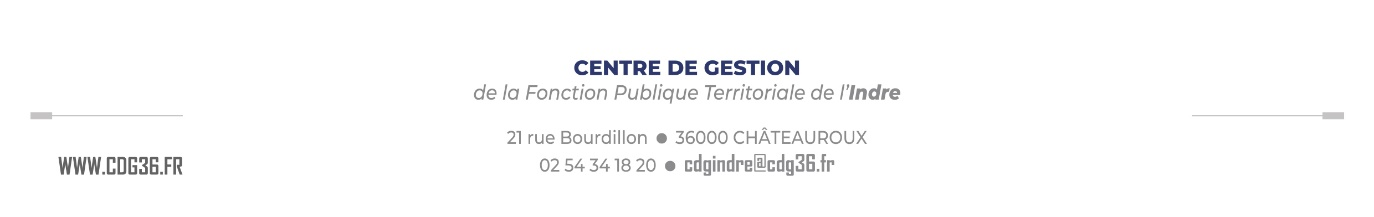 CENTRE DE GESTION
de la Fonction Publique Territoriale de l'Indre
21 rue Bourdillon ● 36000 CHÂTEAUROUX
02 54 34 18 20 ● cdgindre@cdg36.fr
WWW.CDG36.FR